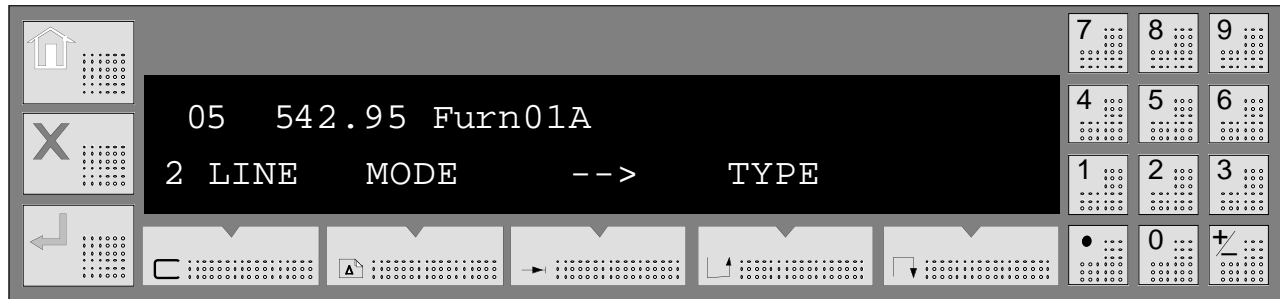 05 542.95 Furn01A
2 LINE MODE --> TYPE
X
7 8 9
4 5 6
1 2 3
• 0 +/-